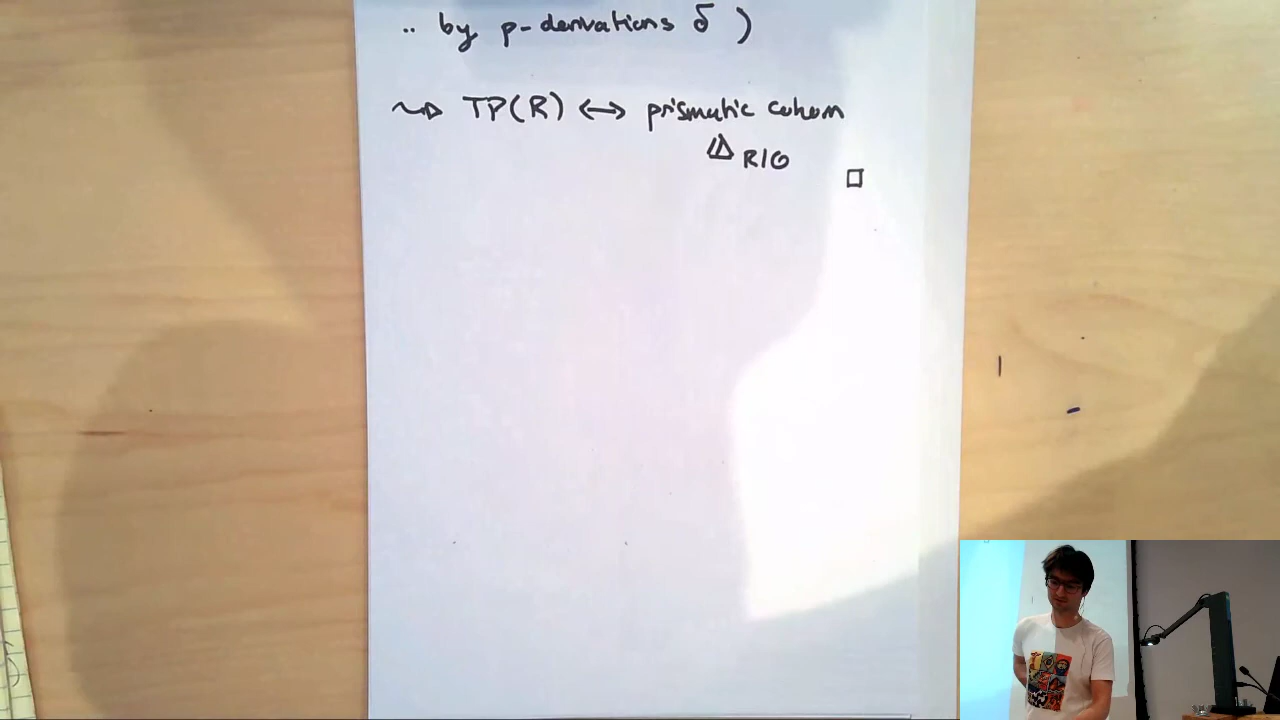 .. by p-derivations δ )
⇝ TP(R) ↔ prismatic cohom
𝚫 R/O
□